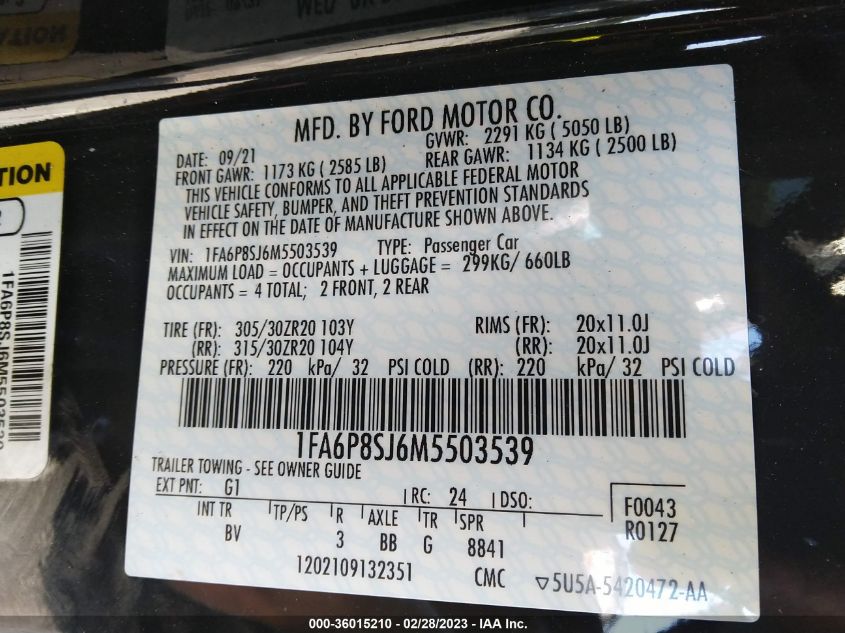 MFD. BY FORD MOTOR CO.
DATE: 09/21 GVWR: 2291 KG ( 5050 LB)
FRONT GAWR: 1173 KG ( 2585 LB) REAR GAWR: 1134 KG ( 2500 LB)
THIS VEHICLE CONFORMS TO ALL APPLICABLE FEDERAL MOTOR
VEHICLE SAFETY, BUMPER, AND THEFT PREVENTION STANDARDS
IN EFFECT ON THE DATE OF MANUFACTURE SHOWN ABOVE.
VIN: 1FA6P8SJ6M5503539 TYPE: Passenger Car
MAXIMUM LOAD = OCCUPANTS + LUGGAGE = 299KG/ 660LB
OCCUPANTS = 4 TOTAL; 2 FRONT, 2 REAR
TIRE (FR): 305/30ZR20 103Y RIMS (FR): 20x11.0J
(RR): 315/30ZR20 104Y (RR): 20x11.0J
PRESSURE (FR): 220 kPa/ 32 PSI COLD (RR): 220 kPa/ 32 PSI COLD
1FA6P8SJ6M5503539
TRAILER TOWING - SEE OWNER GUIDE
EXT PNT: G1 RC: 24 DSO: F0043
INT TR TP/PS R AXLE TR SPR R0127
BV 3 BB G 8841
1202109132351 CMC ▽5U5A-5420472-AA
TION
1FA6P8SJ6M5503539
000-36015210 - 02/28/2023 - IAA Inc.